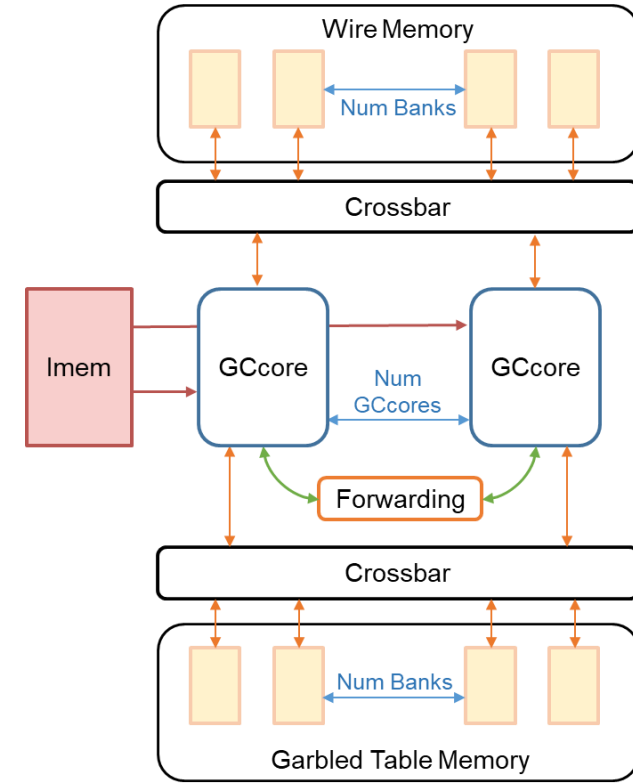 Wire Memory
Num Banks
Crossbar
Imem
GCcore
Num
GCcores
GCcore
Forwarding
Crossbar
Num Banks
Garbled Table Memory